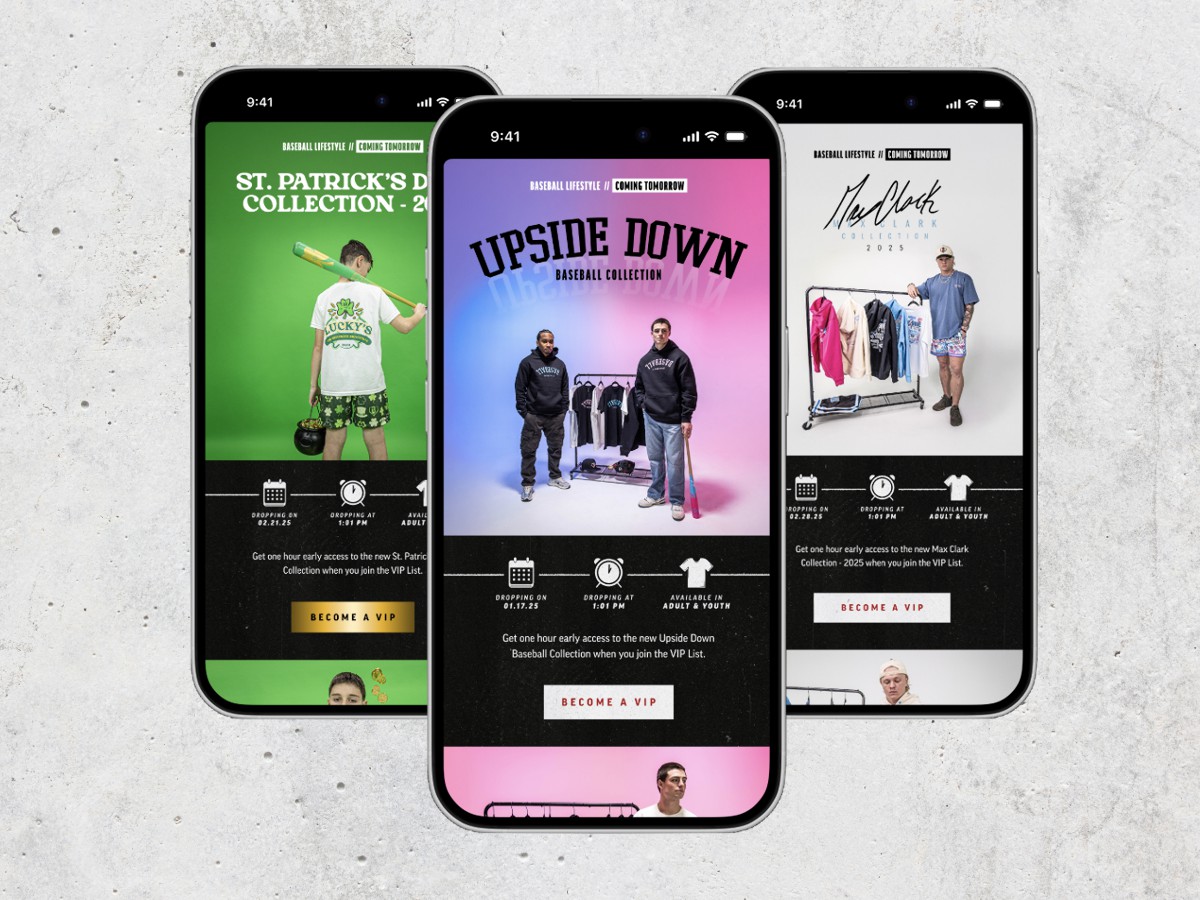 9:41
BASEBALL LIFESTYLE // COMING TOMORROW
ST. PATRICK'S D
COLLECTION - 20
LUCKY'S
DROPPING ON
02.21.25
DROPPING AT
1:01 PM
AVAIL
ADULT
Get one hour early access to the new St. Patric
Collection when you join the VIP List.
BECOME A VIP
9:41
BASEBALL LIFESTYLE // COMING TOMORROW
UPSIDE DOWN
BASEBALL COLLECTION
UPSIDE DOWN
DROPPING ON
01.17.25
DROPPING AT
1:01 PM
AVAILABLE IN
ADULT & YOUTH
Get one hour early access to the new Upside Down
Baseball Collection when you join the VIP List.
BECOME A VIP
9:41
BASEBALL LIFESTYLE // COMING TOMORROW
Max Clark
MAX CLARK
COLLECTION
2025
DROPPING ON
02.28.25
DROPPING AT
1:01 PM
AVAILABLE IN
ADULT & YOUTH
Get one hour early access to the new Max Clark
Collection - 2025 when you join the VIP List.
BECOME A VIP